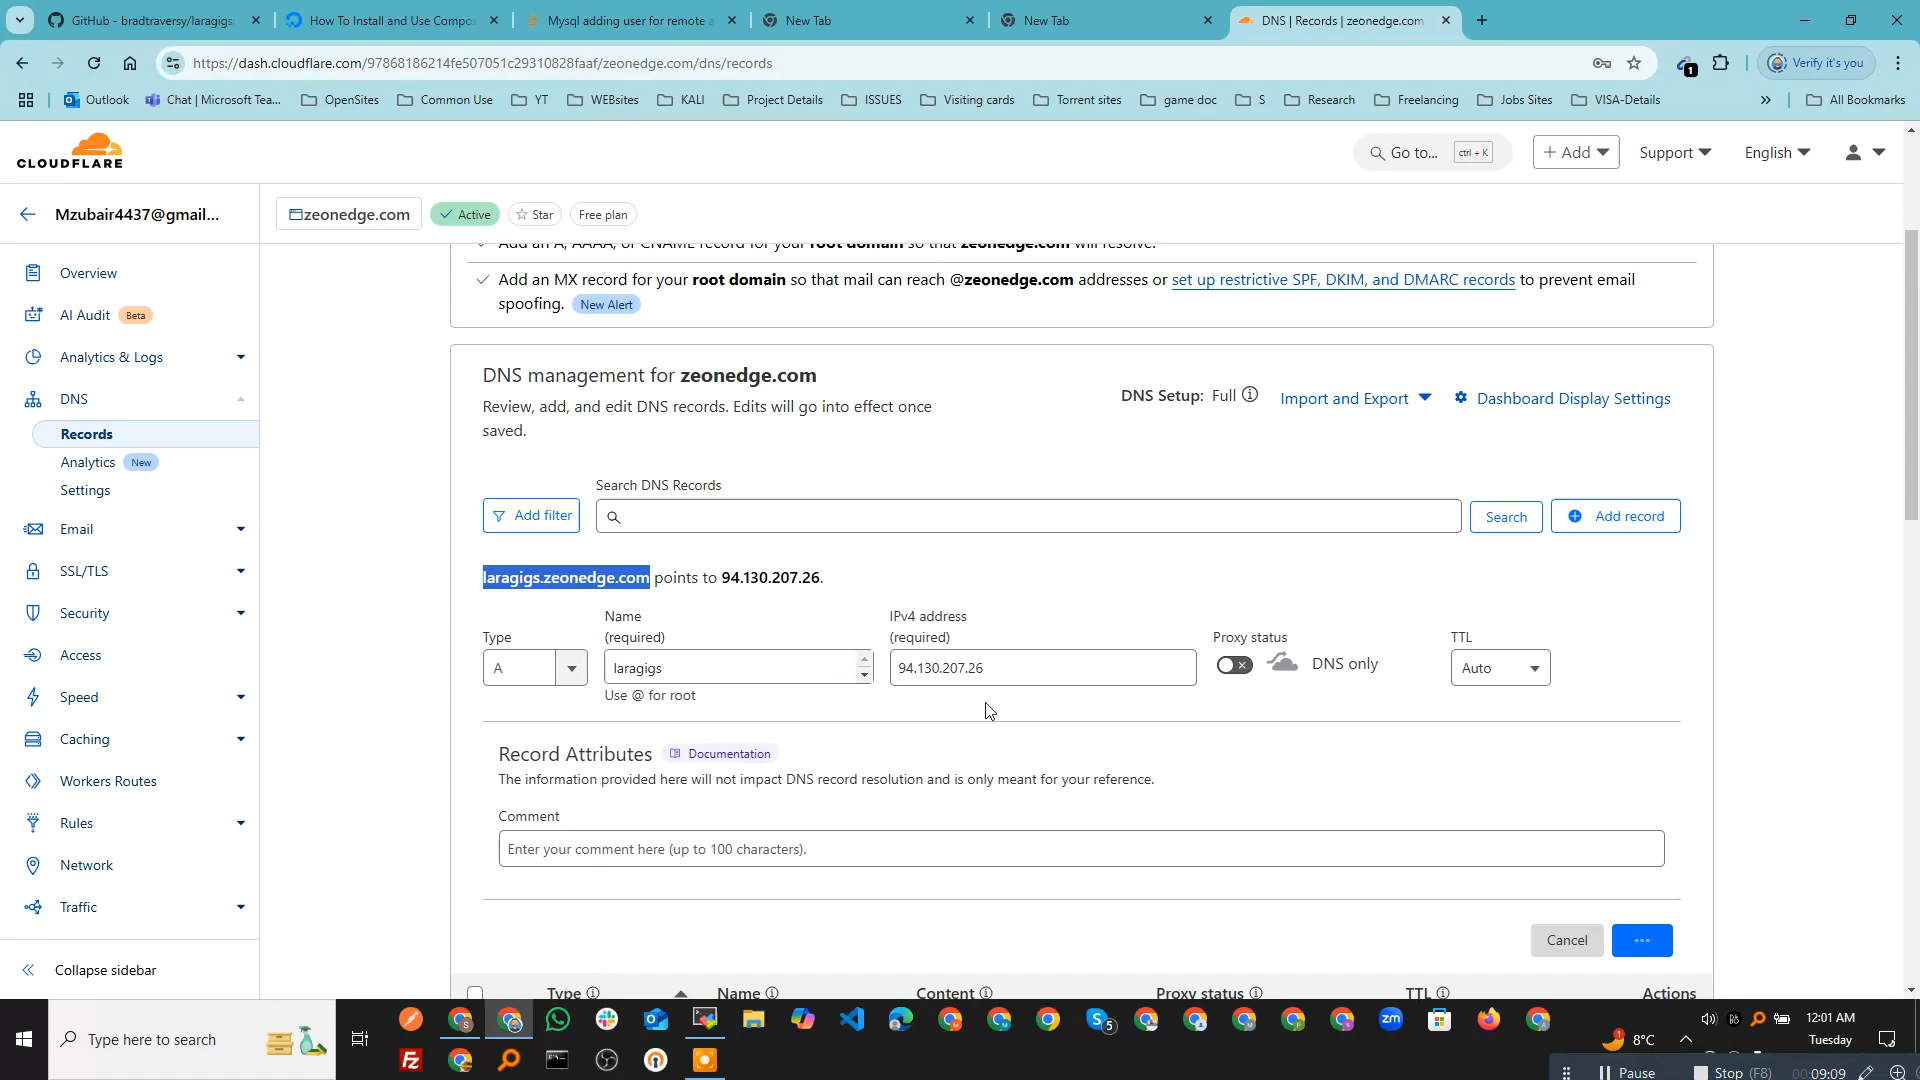 GitHub - bradtraversy/laragigs
How To Install and Use Compos
Mysql adding user for remote a
New Tab
New Tab
DNS | Records | zeonedge.com
https://dash.cloudflare.com/97868186214fe507051c29310828faaf/zeonedge.com/dns/records
1
Verify it's you
Outlook
Chat | Microsoft Tea...
OpenSites
Common Use
YT
WEBsites
KALI
Project Details
ISSUES
Visiting cards
Torrent sites
game doc
S
Research
Freelancing
Jobs Sites
VISA-Details
»
All Bookmarks
CLOUDFLARE
Go to...
ctrl + K
+ Add
Support
English
Mzubair4437@gmail...
zeonedge.com
Active
Star
Free plan
Overview
AI Audit Beta
Analytics & Logs
DNS
Records
Analytics New
Settings
Email
SSL/TLS
Security
Access
Speed
Caching
Workers Routes
Rules
Network
Traffic
Collapse sidebar
Add an A, AAAA, or CNAME record for your root domain so that zeonedge.com will resolve.
Add an MX record for your root domain so that mail can reach @zeonedge.com addresses or set up restrictive SPF, DKIM, and DMARC records to prevent email
spoofing. New Alert
DNS management for zeonedge.com
Review, add, and edit DNS records. Edits will go into effect once
saved.
DNS Setup: Full
Import and Export
Dashboard Display Settings
Search DNS Records
Add filter
Search
Add record
laragigs.zeonedge.com points to 94.130.207.26.
Type
A
Name
(required)
laragigs
Use @ for root
IPv4 address
(required)
94.130.207.26
Proxy status
DNS only
TTL
Auto
Record Attributes
Documentation
The information provided here will not impact DNS record resolution and is only meant for your reference.
Comment
Enter your comment here (up to 100 characters).
Cancel
...
Type
Name
Content
Proxy status
TTL
Actions
Type here to search
8°C
12:01 AM
Tuesday
Pause
Stop (F8)
00:09:09